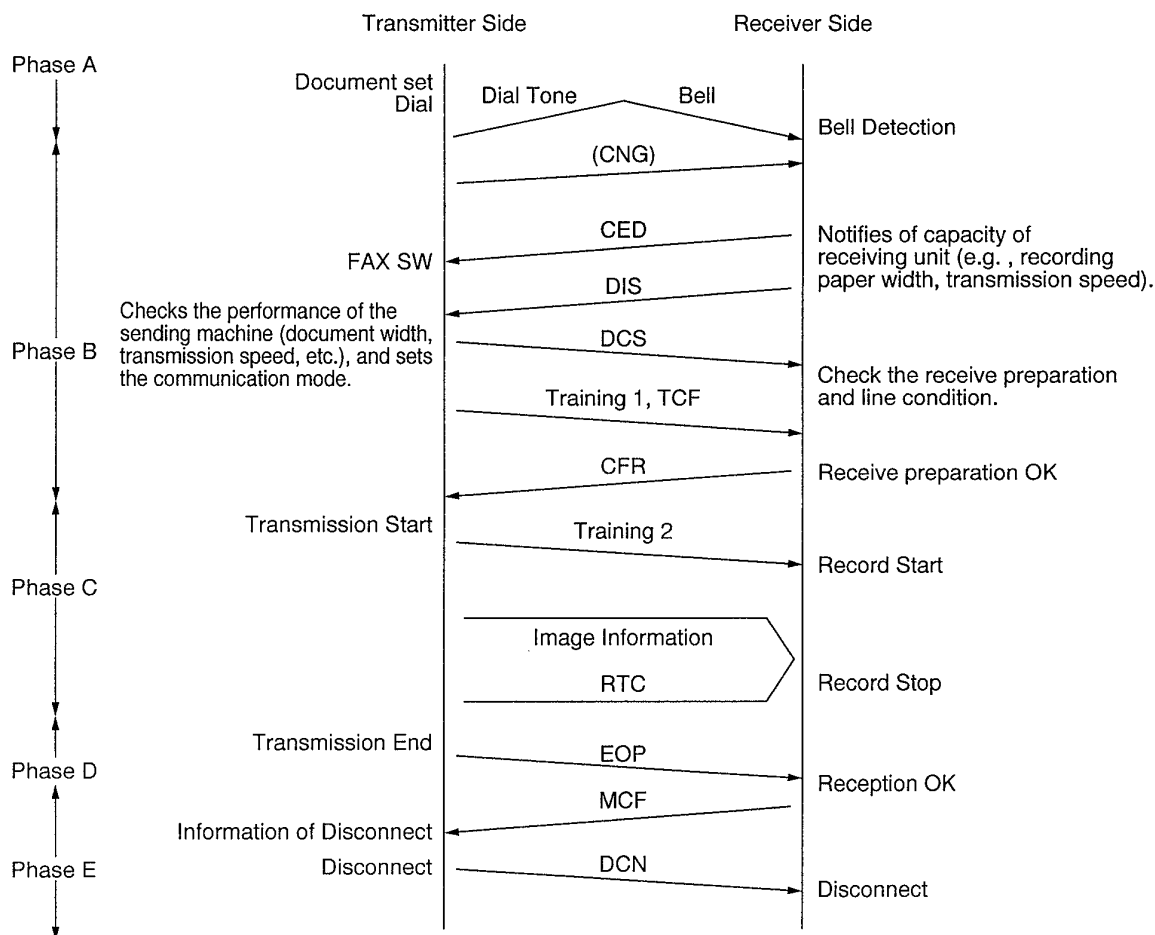 Transmitter Side
Receiver Side
Phase A
Document set
Dial
Dial Tone
Bell
Bell Detection
(CNG)
CED
FAX SW
Notifies of capacity of
receiving unit (e.g. , recording
paper width, transmission speed).
DIS
Checks the performance of the
sending machine (document width,
transmission speed, etc.), and sets
the communication mode.
Phase B
DCS
Check the receive preparation
and line condition.
Training 1, TCF
CFR
Receive preparation OK
Transmission Start
Training 2
Record Start
Phase C
Image Information
RTC
Record Stop
Transmission End
EOP
Phase D
Reception OK
MCF
Information of Disconnect
Phase E
Disconnect
DCN
Disconnect